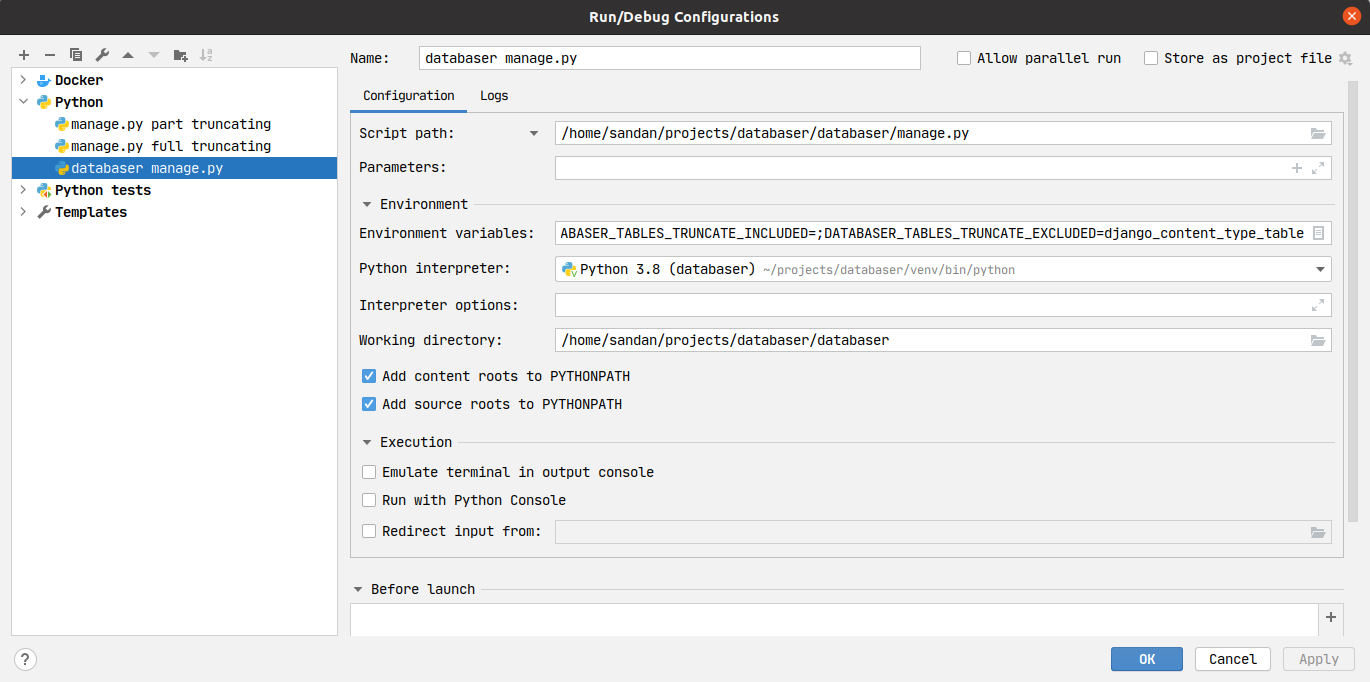 Run/Debug Configurations
Docker
Python
manage.py part truncating
manage.py full truncating
databaser manage.py
Python tests
Templates
Name: databaser manage.py Allow parallel run Store as project file
Configuration Logs
Script path: /home/sandan/projects/databaser/databaser/manage.py
Parameters:
Environment
Environment variables: ABASER_TABLES_TRUNCATE_INCLUDED=;DATABASER_TABLES_TRUNCATE_EXCLUDED=django_content_type_table
Python interpreter: Python 3.8 (databaser) ~/projects/databaser/venv/bin/python
Interpreter options:
Working directory: /home/sandan/projects/databaser/databaser
Add content roots to PYTHONPATH
Add source roots to PYTHONPATH
Execution
Emulate terminal in output console
Run with Python Console
Redirect input from:
Before launch
? OK Cancel Apply